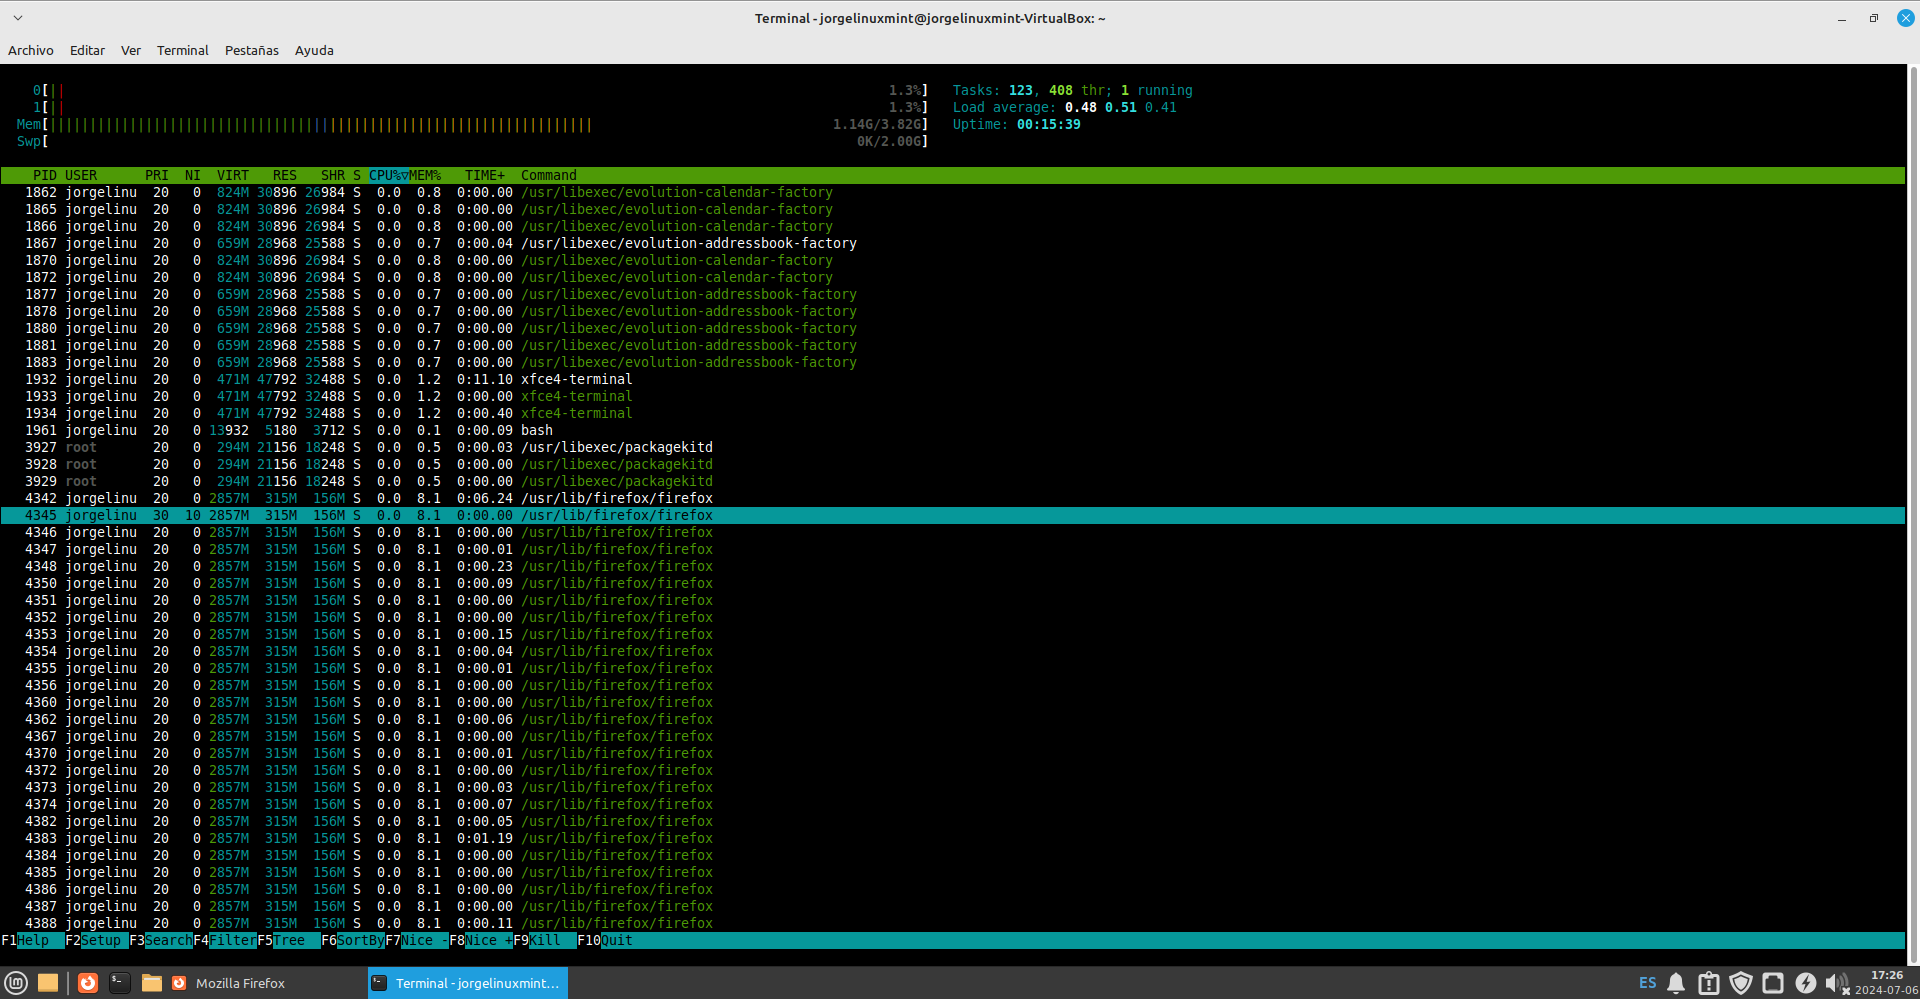 Terminal - jorgelinuxmint@jorgelinuxmint-VirtualBox: ~
Archivo Editar Ver Terminal Pestañas Ayuda
0[|| 1.3%] Tasks: 123, 408 thr; 1 running
1[|| 1.3%] Load average: 0.48 0.51 0.41
Mem[||||||||||||||||||||||||||||||||||||||||||||||||||||||||||||||||||||1.14G/3.82G] Uptime: 00:15:39
Swp[ 0K/2.00G]
PID USER PRI NI VIRT RES SHR S CPU%▽MEM% TIME+ Command
1862 jorgelinu 20 0 824M 30896 26984 S 0.0 0.8 0:00.00 /usr/libexec/evolution-calendar-factory
1865 jorgelinu 20 0 824M 30896 26984 S 0.0 0.8 0:00.00 /usr/libexec/evolution-calendar-factory
1866 jorgelinu 20 0 824M 30896 26984 S 0.0 0.8 0:00.00 /usr/libexec/evolution-calendar-factory
1867 jorgelinu 20 0 659M 28968 25588 S 0.0 0.7 0:00.04 /usr/libexec/evolution-addressbook-factory
1870 jorgelinu 20 0 824M 30896 26984 S 0.0 0.8 0:00.00 /usr/libexec/evolution-calendar-factory
1872 jorgelinu 20 0 824M 30896 26984 S 0.0 0.8 0:00.00 /usr/libexec/evolution-calendar-factory
1877 jorgelinu 20 0 659M 28968 25588 S 0.0 0.7 0:00.00 /usr/libexec/evolution-addressbook-factory
1878 jorgelinu 20 0 659M 28968 25588 S 0.0 0.7 0:00.00 /usr/libexec/evolution-addressbook-factory
1880 jorgelinu 20 0 659M 28968 25588 S 0.0 0.7 0:00.00 /usr/libexec/evolution-addressbook-factory
1881 jorgelinu 20 0 659M 28968 25588 S 0.0 0.7 0:00.00 /usr/libexec/evolution-addressbook-factory
1883 jorgelinu 20 0 659M 28968 25588 S 0.0 0.7 0:00.00 /usr/libexec/evolution-addressbook-factory
1932 jorgelinu 20 0 471M 47792 32488 S 0.0 1.2 0:11.10 xfce4-terminal
1933 jorgelinu 20 0 471M 47792 32488 S 0.0 1.2 0:00.00 xfce4-terminal
1934 jorgelinu 20 0 471M 47792 32488 S 0.0 1.2 0:00.40 xfce4-terminal
1961 jorgelinu 20 0 13932 5180 3712 S 0.0 0.1 0:00.09 bash
3927 root 20 0 294M 21156 18248 S 0.0 0.5 0:00.03 /usr/libexec/packagekitd
3928 root 20 0 294M 21156 18248 S 0.0 0.5 0:00.00 /usr/libexec/packagekitd
3929 root 20 0 294M 21156 18248 S 0.0 0.5 0:00.00 /usr/libexec/packagekitd
4342 jorgelinu 20 0 2857M 315M 156M S 0.0 8.1 0:06.24 /usr/lib/firefox/firefox
4345 jorgelinu 30 10 2857M 315M 156M S 0.0 8.1 0:00.00 /usr/lib/firefox/firefox
4346 jorgelinu 20 0 2857M 315M 156M S 0.0 8.1 0:00.00 /usr/lib/firefox/firefox
4347 jorgelinu 20 0 2857M 315M 156M S 0.0 8.1 0:00.01 /usr/lib/firefox/firefox
4348 jorgelinu 20 0 2857M 315M 156M S 0.0 8.1 0:00.23 /usr/lib/firefox/firefox
4350 jorgelinu 20 0 2857M 315M 156M S 0.0 8.1 0:00.09 /usr/lib/firefox/firefox
4351 jorgelinu 20 0 2857M 315M 156M S 0.0 8.1 0:00.00 /usr/lib/firefox/firefox
4352 jorgelinu 20 0 2857M 315M 156M S 0.0 8.1 0:00.00 /usr/lib/firefox/firefox
4353 jorgelinu 20 0 2857M 315M 156M S 0.0 8.1 0:00.15 /usr/lib/firefox/firefox
4354 jorgelinu 20 0 2857M 315M 156M S 0.0 8.1 0:00.04 /usr/lib/firefox/firefox
4355 jorgelinu 20 0 2857M 315M 156M S 0.0 8.1 0:00.01 /usr/lib/firefox/firefox
4356 jorgelinu 20 0 2857M 315M 156M S 0.0 8.1 0:00.00 /usr/lib/firefox/firefox
4360 jorgelinu 20 0 2857M 315M 156M S 0.0 8.1 0:00.00 /usr/lib/firefox/firefox
4362 jorgelinu 20 0 2857M 315M 156M S 0.0 8.1 0:00.06 /usr/lib/firefox/firefox
4367 jorgelinu 20 0 2857M 315M 156M S 0.0 8.1 0:00.00 /usr/lib/firefox/firefox
4370 jorgelinu 20 0 2857M 315M 156M S 0.0 8.1 0:00.01 /usr/lib/firefox/firefox
4372 jorgelinu 20 0 2857M 315M 156M S 0.0 8.1 0:00.00 /usr/lib/firefox/firefox
4373 jorgelinu 20 0 2857M 315M 156M S 0.0 8.1 0:00.03 /usr/lib/firefox/firefox
4374 jorgelinu 20 0 2857M 315M 156M S 0.0 8.1 0:00.07 /usr/lib/firefox/firefox
4382 jorgelinu 20 0 2857M 315M 156M S 0.0 8.1 0:00.05 /usr/lib/firefox/firefox
4383 jorgelinu 20 0 2857M 315M 156M S 0.0 8.1 0:01.19 /usr/lib/firefox/firefox
4384 jorgelinu 20 0 2857M 315M 156M S 0.0 8.1 0:00.00 /usr/lib/firefox/firefox
4385 jorgelinu 20 0 2857M 315M 156M S 0.0 8.1 0:00.00 /usr/lib/firefox/firefox
4386 jorgelinu 20 0 2857M 315M 156M S 0.0 8.1 0:00.00 /usr/lib/firefox/firefox
4387 jorgelinu 20 0 2857M 315M 156M S 0.0 8.1 0:00.00 /usr/lib/firefox/firefox
4388 jorgelinu 20 0 2857M 315M 156M S 0.0 8.1 0:00.11 /usr/lib/firefox/firefox
F1Help F2Setup F3SearchF4FilterF5Tree F6SortByF7Nice -F8Nice +F9Kill F10Quit
Mozilla Firefox Terminal - jorgelinuxmint... ES 17:26
2024-07-06